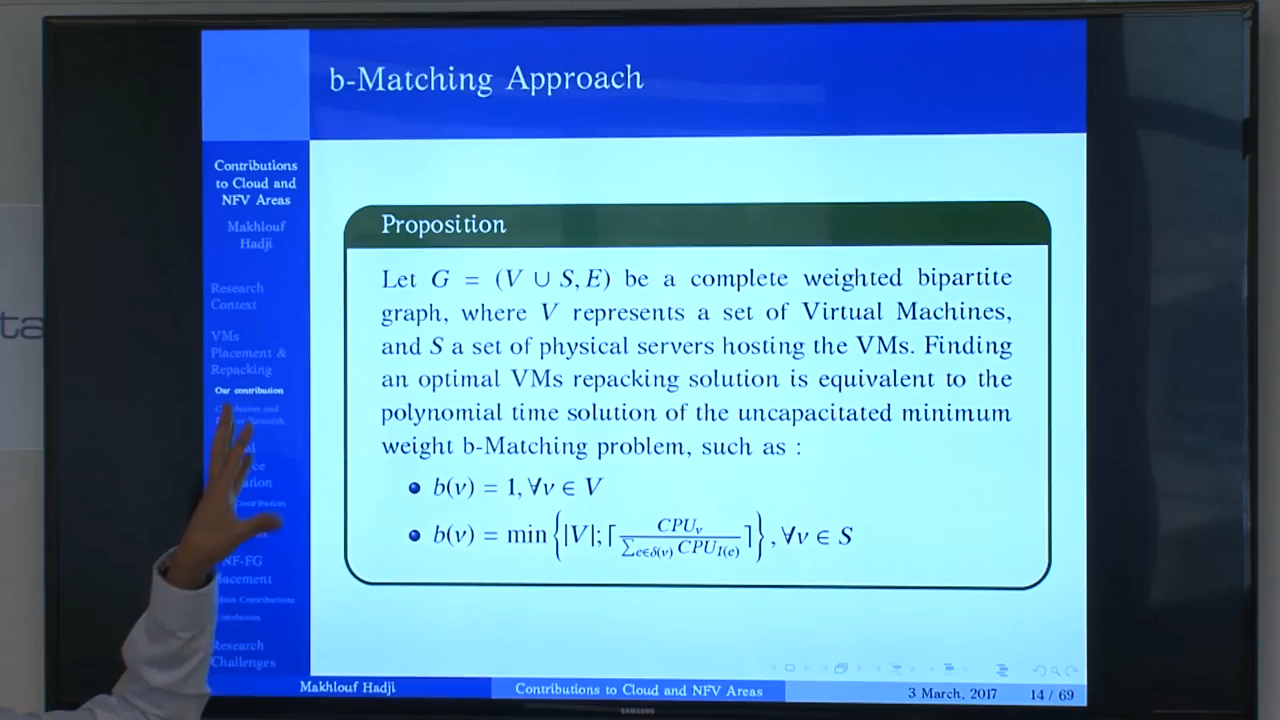 b-Matching Approach
Contributions
to Cloud and
NFV Areas
Makhlouf
Hadji
Research
Context
VMs
Placement &
Repacking
Our contribution
Research
Challenges
Proposition
Let G = (V ∪ S, E) be a complete weighted bipartite
graph, where V represents a set of Virtual Machines,
and S a set of physical servers hosting the VMs. Finding
an optimal VMs repacking solution is equivalent to the
polynomial time solution of the uncapacitated minimum
weight b-Matching problem, such as :
b(v) = 1, ∀v ∈ V
b(v) = min{|V|; ⌈CPU_v / ∑_{e∈δ(v)} CPU_{I(e)}⌉}, ∀v ∈ S
Makhlouf Hadji
Contributions to Cloud and NFV Areas
3 March, 2017
14 / 69
SAMSUNG